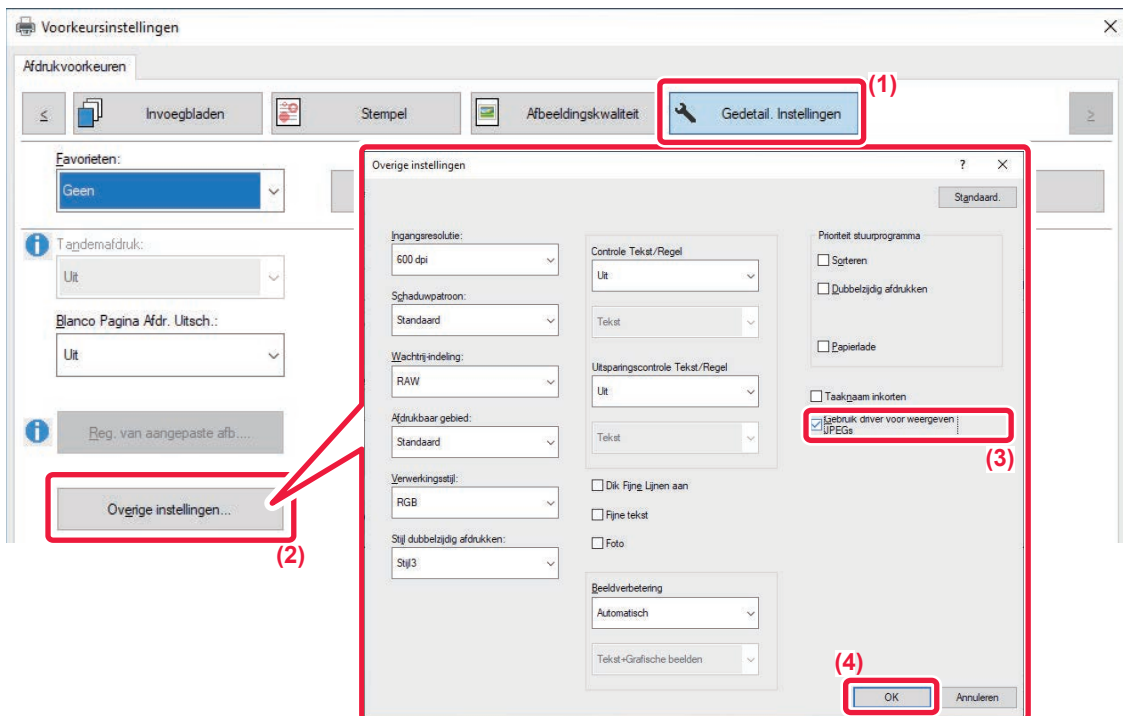 Voorkeursinstellingen
Afdrukvoorkeuren
(1)
<
Invoegbladen
Stempel
Afbeeldingskwaliteit
Gedetail. Instellingen
>
Favorieten:
Geen
Tandemafdruk:
Uit
Blanco Pagina Afdr. Uitsch.:
Uit
Reg. van aangepaste afb....
Overige instellingen...
(2)
Overige instellingen
?
Standaard.
Ingangsresolutie:
600 dpi
Schaduwpatroon:
Standaard
Wachtrij-indeling:
RAW
Afdrukbaar gebied:
Standaard
Verwerkingsstijl:
RGB
Stijl dubbelzijdig afdrukken:
Stijl3
Controle Tekst/Regel
Uit
Tekst
Uitsparingscontrole Tekst/Regel
Uit
Tekst
Dik Fijne Lijnen aan
Fijne tekst
Foto
Beeldverbetering
Automatisch
Tekst+Grafische beelden
Prioriteit stuurprogramma
Sorteren
Dubbelzijdig afdrukken
Papierlade
Taaknaam inkorten
Gebruik driver voor weergeven
JPEGs
(3)
(4)
OK
Annuleren